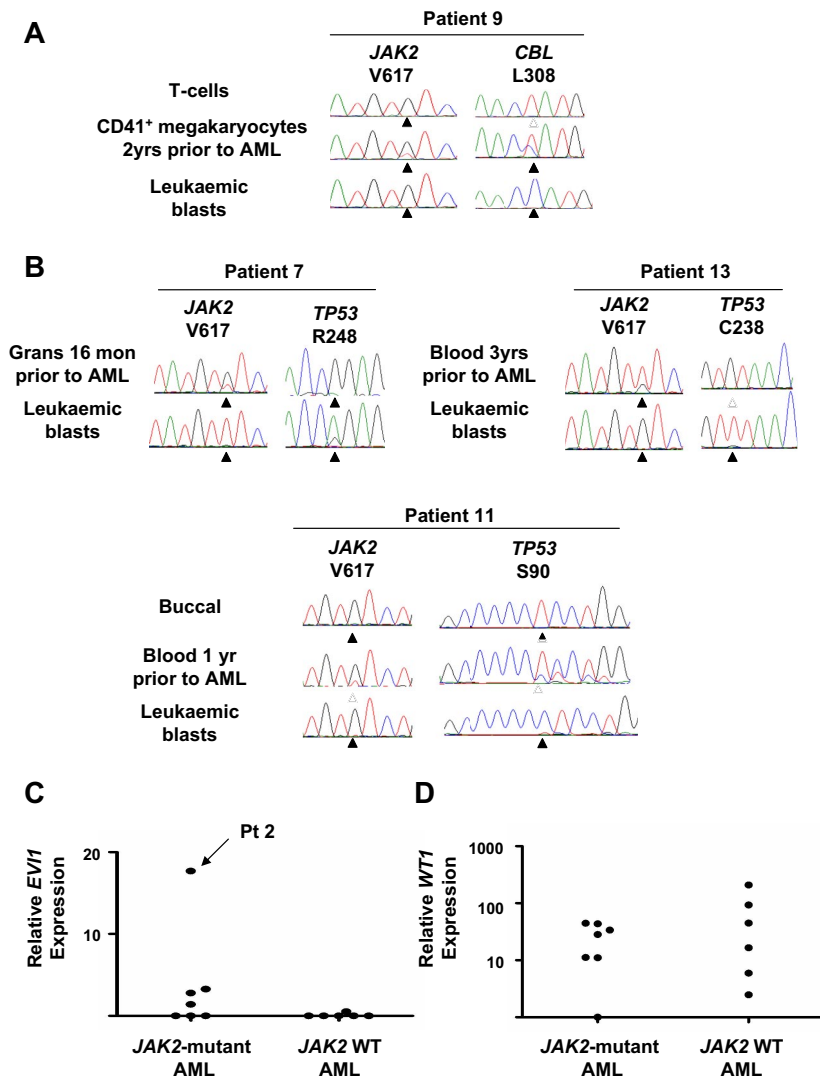 A
Patient 9
JAK2 CBL
V617 L308
T-cells
CD41+ megakaryocytes
2yrs prior to AML
Leukaemic
blasts
B
Patient 7
JAK2 TP53
V617 R248
Grans 16 mon
prior to AML
Leukaemic
blasts
Patient 13
JAK2 TP53
V617 C238
Blood 3yrs
prior to AML
Leukaemic
blasts
Patient 11
JAK2 TP53
V617 S90
Buccal
Blood 1 yr
prior to AML
Leukaemic
blasts
C
Pt 2
Relative EVI1
Expression
20
10
JAK2-mutant JAK2 WT
AML AML
D
Relative WT1
Expression
1000
100
10
JAK2-mutant JAK2 WT
AML AML